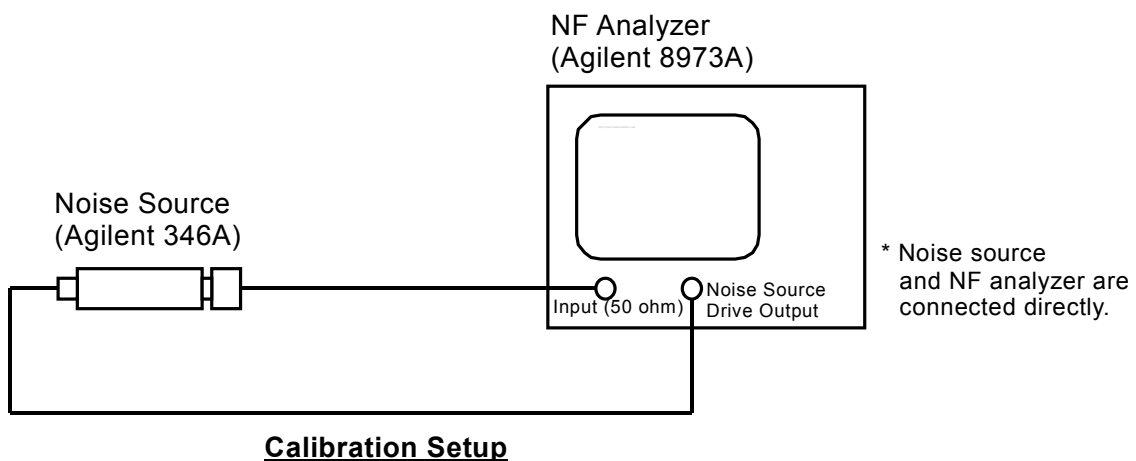 NF Analyzer
(Agilent 8973A)
Noise Source
(Agilent 346A)
Input (50 ohm)
Noise Source
Drive Output
* Noise source
and NF analyzer are
connected directly.
Calibration Setup